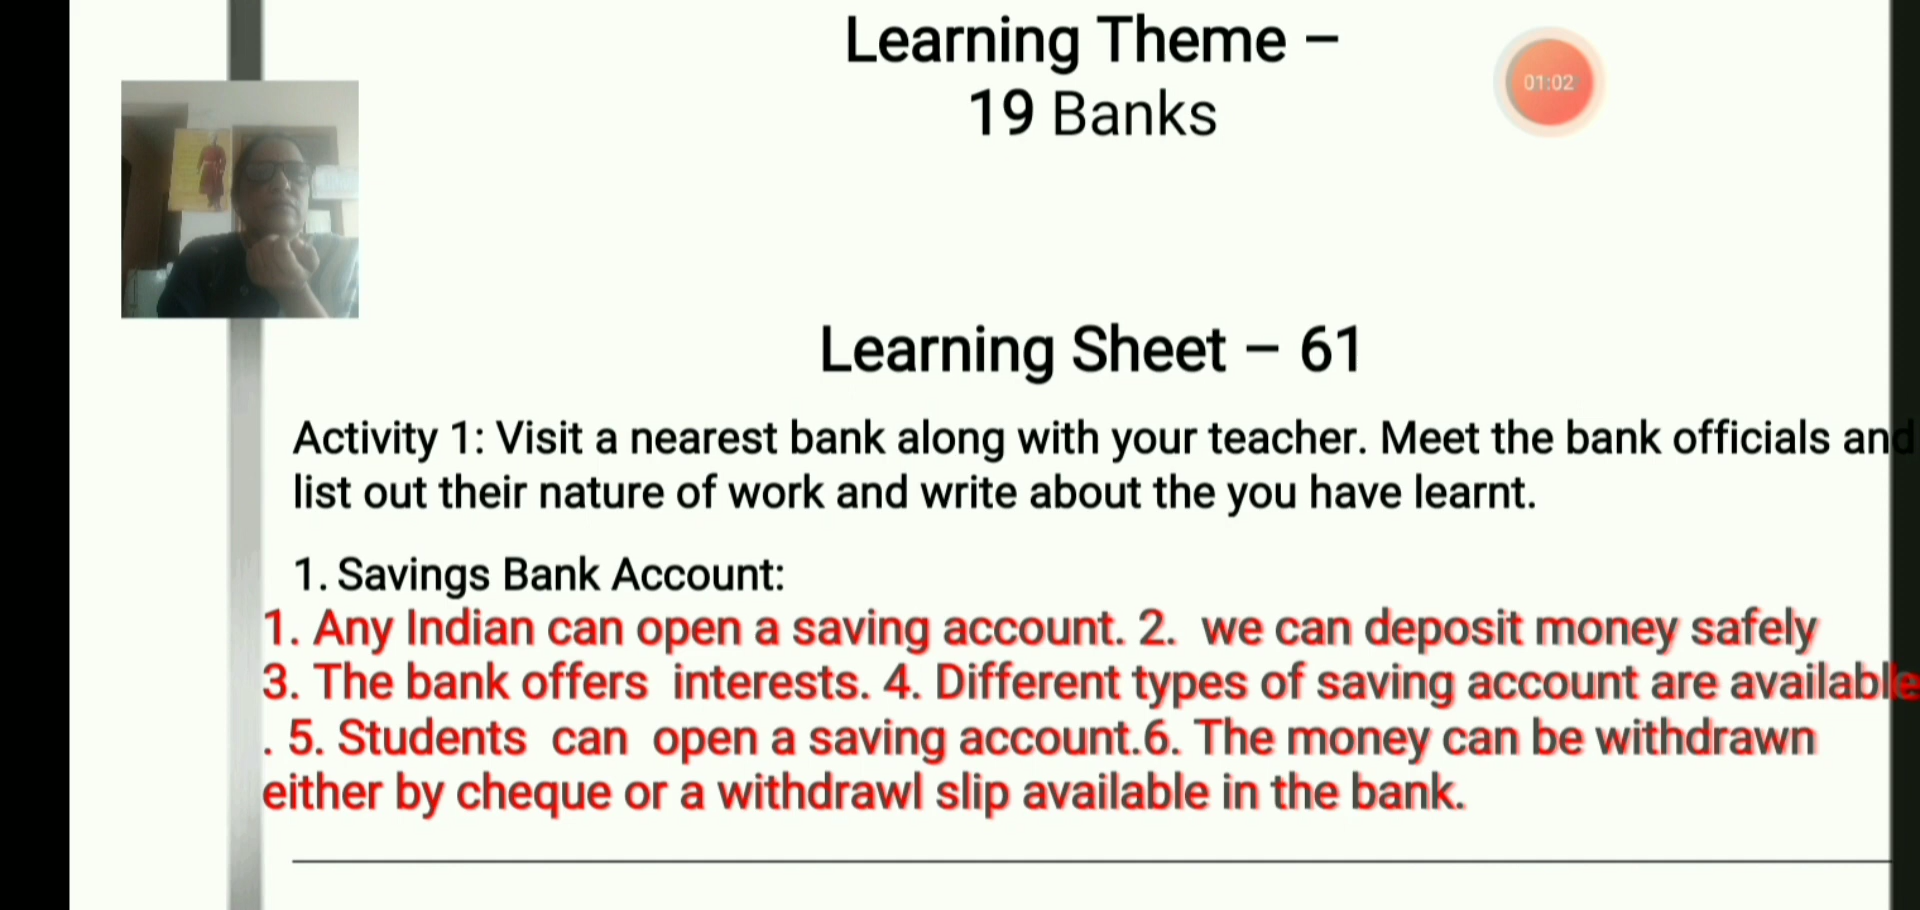 Learning Theme –
19 Banks
01:02
Learning Sheet – 61
Activity 1: Visit a nearest bank along with your teacher. Meet the bank officials and
list out their nature of work and write about the you have learnt.
1. Savings Bank Account:
1. Any Indian can open a saving account. 2.  we can deposit money safely
3. The bank offers  interests. 4. Different types of saving account are available
. 5. Students  can  open a saving account.6. The money can be withdrawn
either by cheque or a withdrawl slip available in the bank.